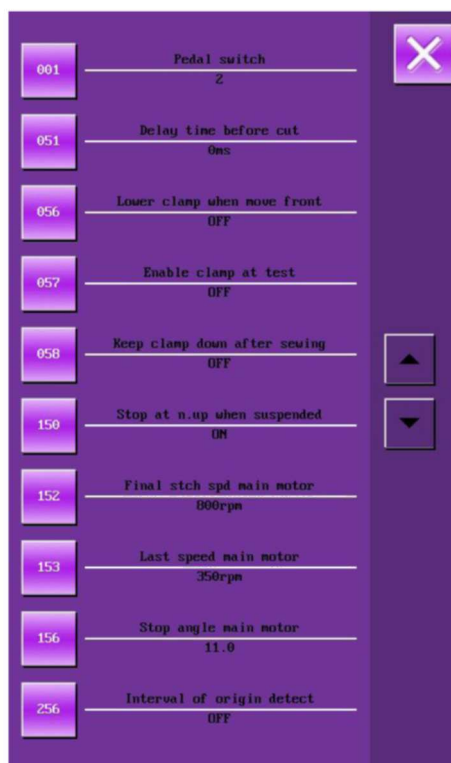 001
Pedal switch
2
051
Delay time before cut
0ms
056
Lower clamp when move front
OFF
057
Enable clamp at test
OFF
058
Keep clamp down after sewing
OFF
150
Stop at n.up when suspended
ON
152
Final stch spd main motor
800rpm
153
Last speed main motor
350rpm
156
Stop angle main motor
11.0
256
Interval of origin detect
OFF